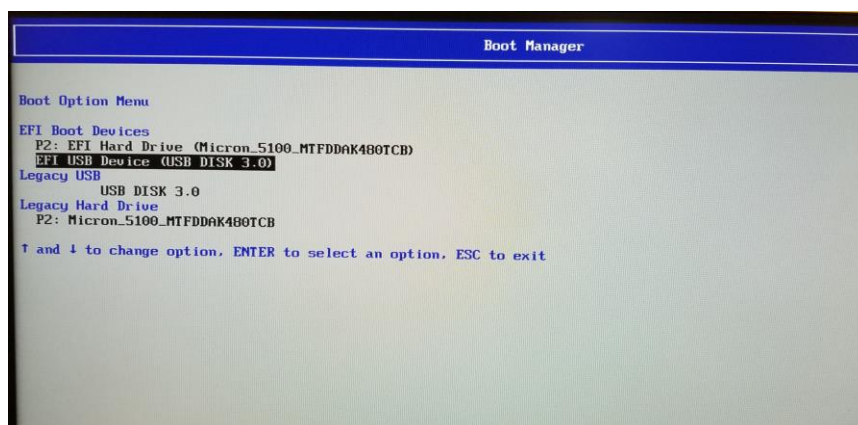 Boot Manager
Boot Option Menu
EFI Boot Devices
P2: EFI Hard Drive (Micron_5100_MTFDDAK480TCB)
EFI USB Device (USB DISK 3.0)
Legacy USB
USB DISK 3.0
Legacy Hard Drive
P2: Micron_5100_MTFDDAK480TCB
↑ and ↓ to change option, ENTER to select an option, ESC to exit